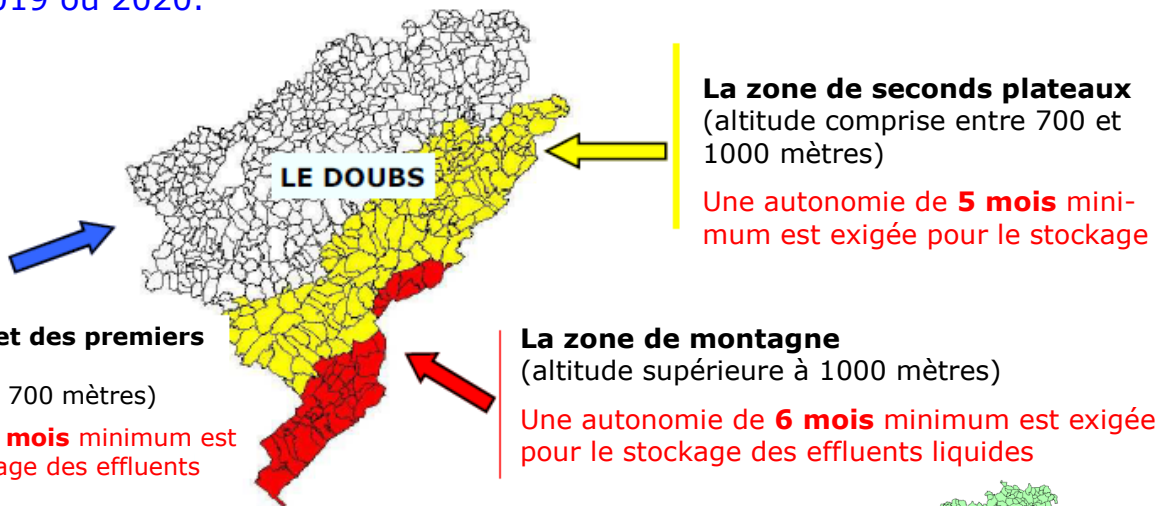 019 ou 2020.
La zone de seconds plateaux
(altitude comprise entre 700 et
1000 mètres)
Une autonomie de 5 mois mini-
mum est exigée pour le stockage
LE DOUBS
et des premiers
700 mètres)
mois minimum est
age des effluents
La zone de montagne
(altitude supérieure à 1000 mètres)
Une autonomie de 6 mois minimum est exigée
pour le stockage des effluents liquides